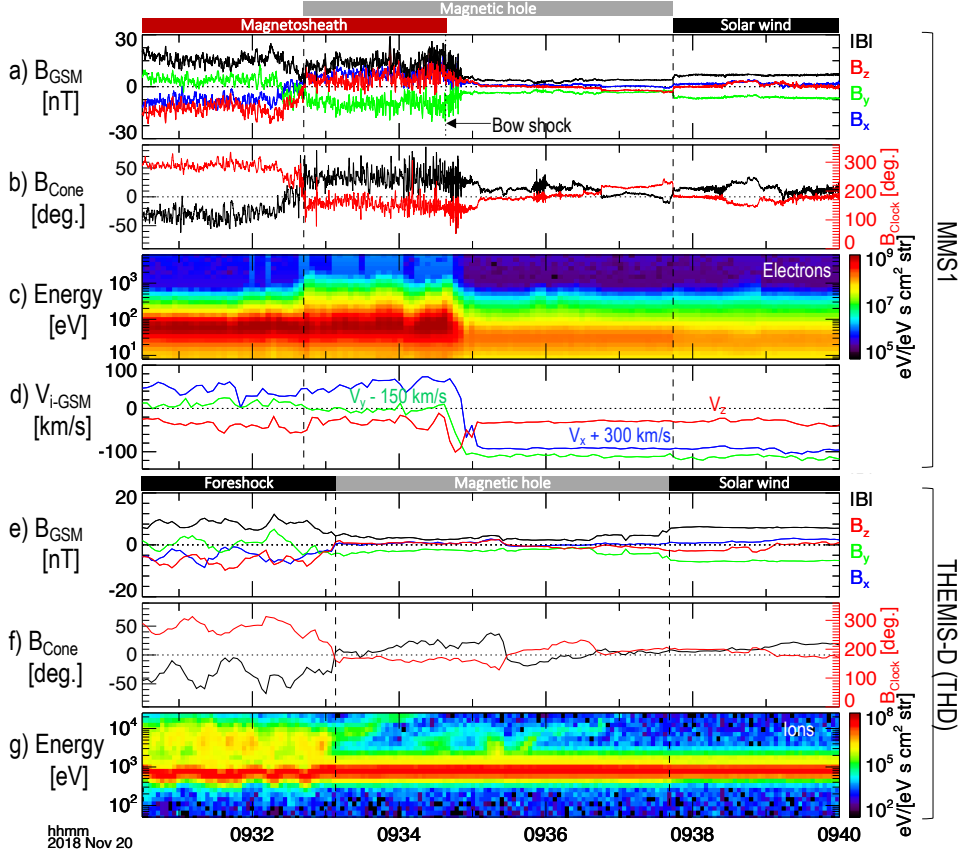 Magnetic hole
Magnetosheath
Solar wind
a) B_GSM
[nT]
30
0
-30
|B|
B_z
B_y
B_x
Bow shock
b) B_Cone
[deg.]
50
0
-50
300
200
100
0
B_Clock [deg.]
MMS1
c) Energy
[eV]
10^3
10^2
10^1
Electrons
10^9
10^7
10^5
eV/[eV s cm^2 str]
d) V_i-GSM
[km/s]
100
0
-100
V_y - 150 km/s
V_x + 300 km/s
V_z
Foreshock
Magnetic hole
Solar wind
e) B_GSM
[nT]
20
0
-20
|B|
B_z
B_y
B_x
f) B_Cone
[deg.]
50
0
-50
300
200
100
0
B_Clock [deg.]
THEMIS-D (THD)
g) Energy
[eV]
10^4
10^3
10^2
Ions
10^8
10^5
10^2
eV/[eV s cm^2 str]
hhmm
2018 Nov 20
0932
0934
0936
0938
0940